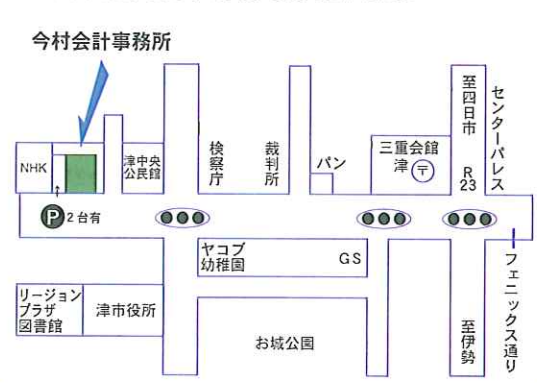 今村会計事務所
至四日市
R
23
センターパレス
NHK
津中央
公民館
検察庁
裁判所
パン
三重会館
津〒
P2台有
ヤコブ
幼稚園
GS
フェニックス通り
リージョン
プラザ
図書館
津市役所
お城公園
至伊勢